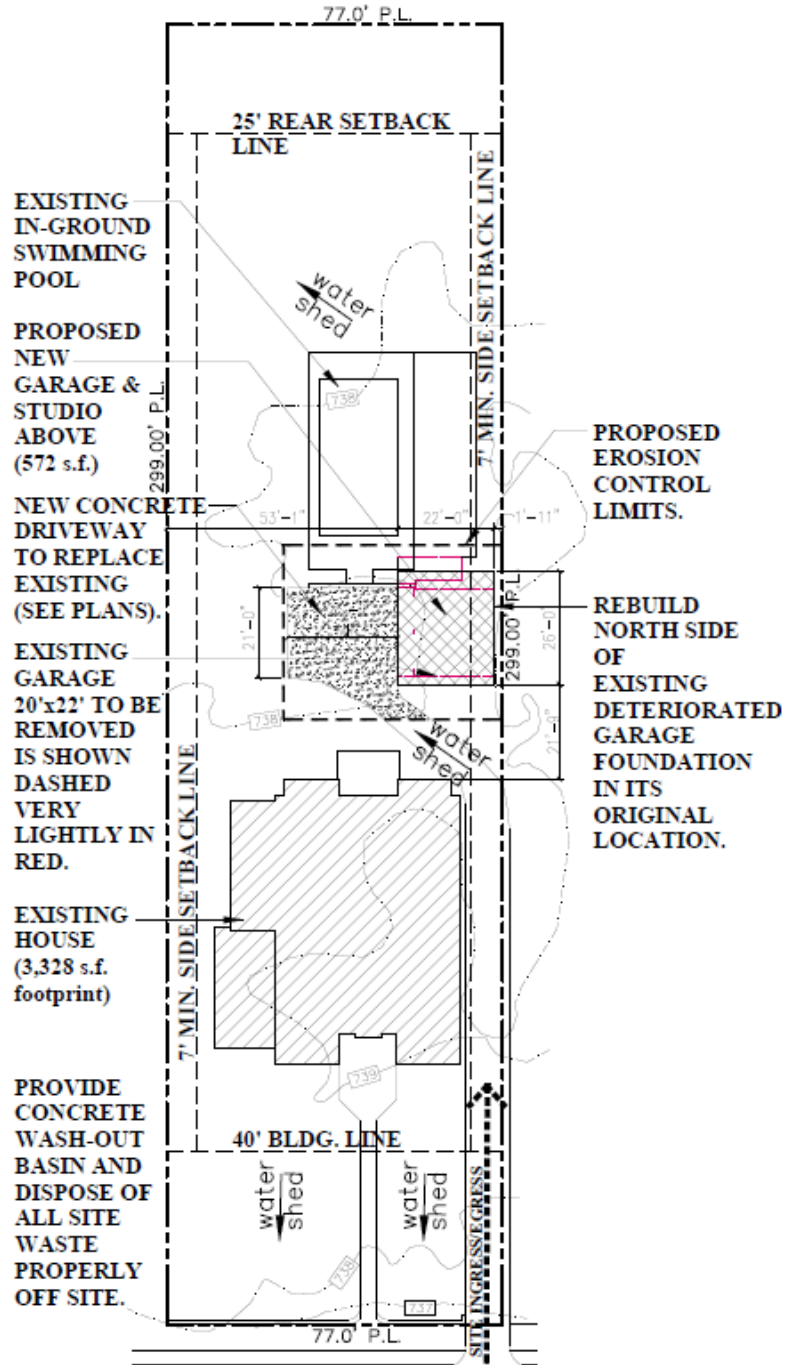 77.0' P.L.
25' REAR SETBACK
LINE
7' MIN. SIDE SETBACK LINE
EXISTING
IN-GROUND
SWIMMING
POOL
water
shed
738
PROPOSED
NEW
GARAGE &
STUDIO
ABOVE
(572 s.f.)
299.00' P.L.
PROPOSED
EROSION
CONTROL
LIMITS.
NEW CONCRETE
DRIVEWAY
TO REPLACE
EXISTING
(SEE PLANS).
53'-1"
22'-0"
1'-11"
21'-0"
299.00' P.L.
26'-0"
REBUILD
NORTH SIDE
OF
EXISTING
DETERIORATED
GARAGE
FOUNDATION
IN ITS
ORIGINAL
LOCATION.
EXISTING
GARAGE
20'x22' TO BE
REMOVED
IS SHOWN
DASHED
VERY
LIGHTLY IN
RED.
738
water
shed
21'-9"
7' MIN. SIDE SETBACK LINE
EXISTING
HOUSE
(3,328 s.f.
footprint)
739
PROVIDE
CONCRETE
WASH-OUT
BASIN AND
DISPOSE OF
ALL SITE
WASTE
PROPERLY
OFF SITE.
40' BLDG. LINE
water
shed
water
shed
738
737
SITE INGRESS/EGRESS
77.0' P.L.